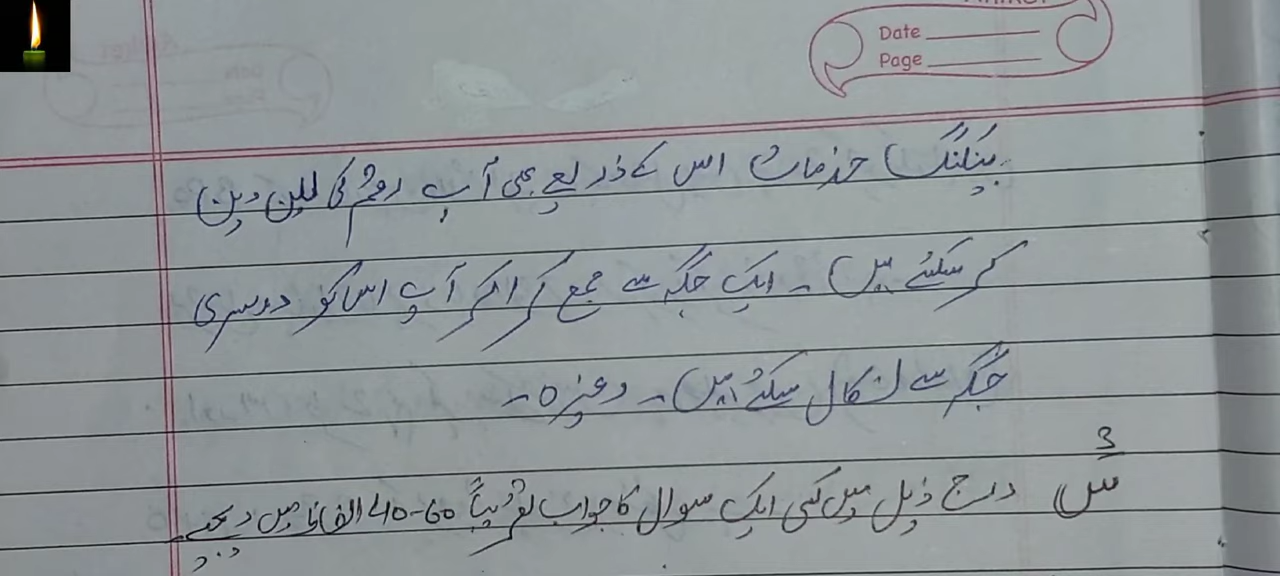 Date
Page
بینکنگ خدمات اس کے ذریعے بھی آپ رقم کی لین دین
کر سکتے ہیں ۔ ایک جگہ سے جمع کرا کر آپ اس کو دوسری
جگہ سے نکال سکتے ہیں ۔ وغیرہ ۔
س 3 درج ذیل میں کسی ایک سوال کا جواب تقریباً 60-40 الفاظ میں دیجیے